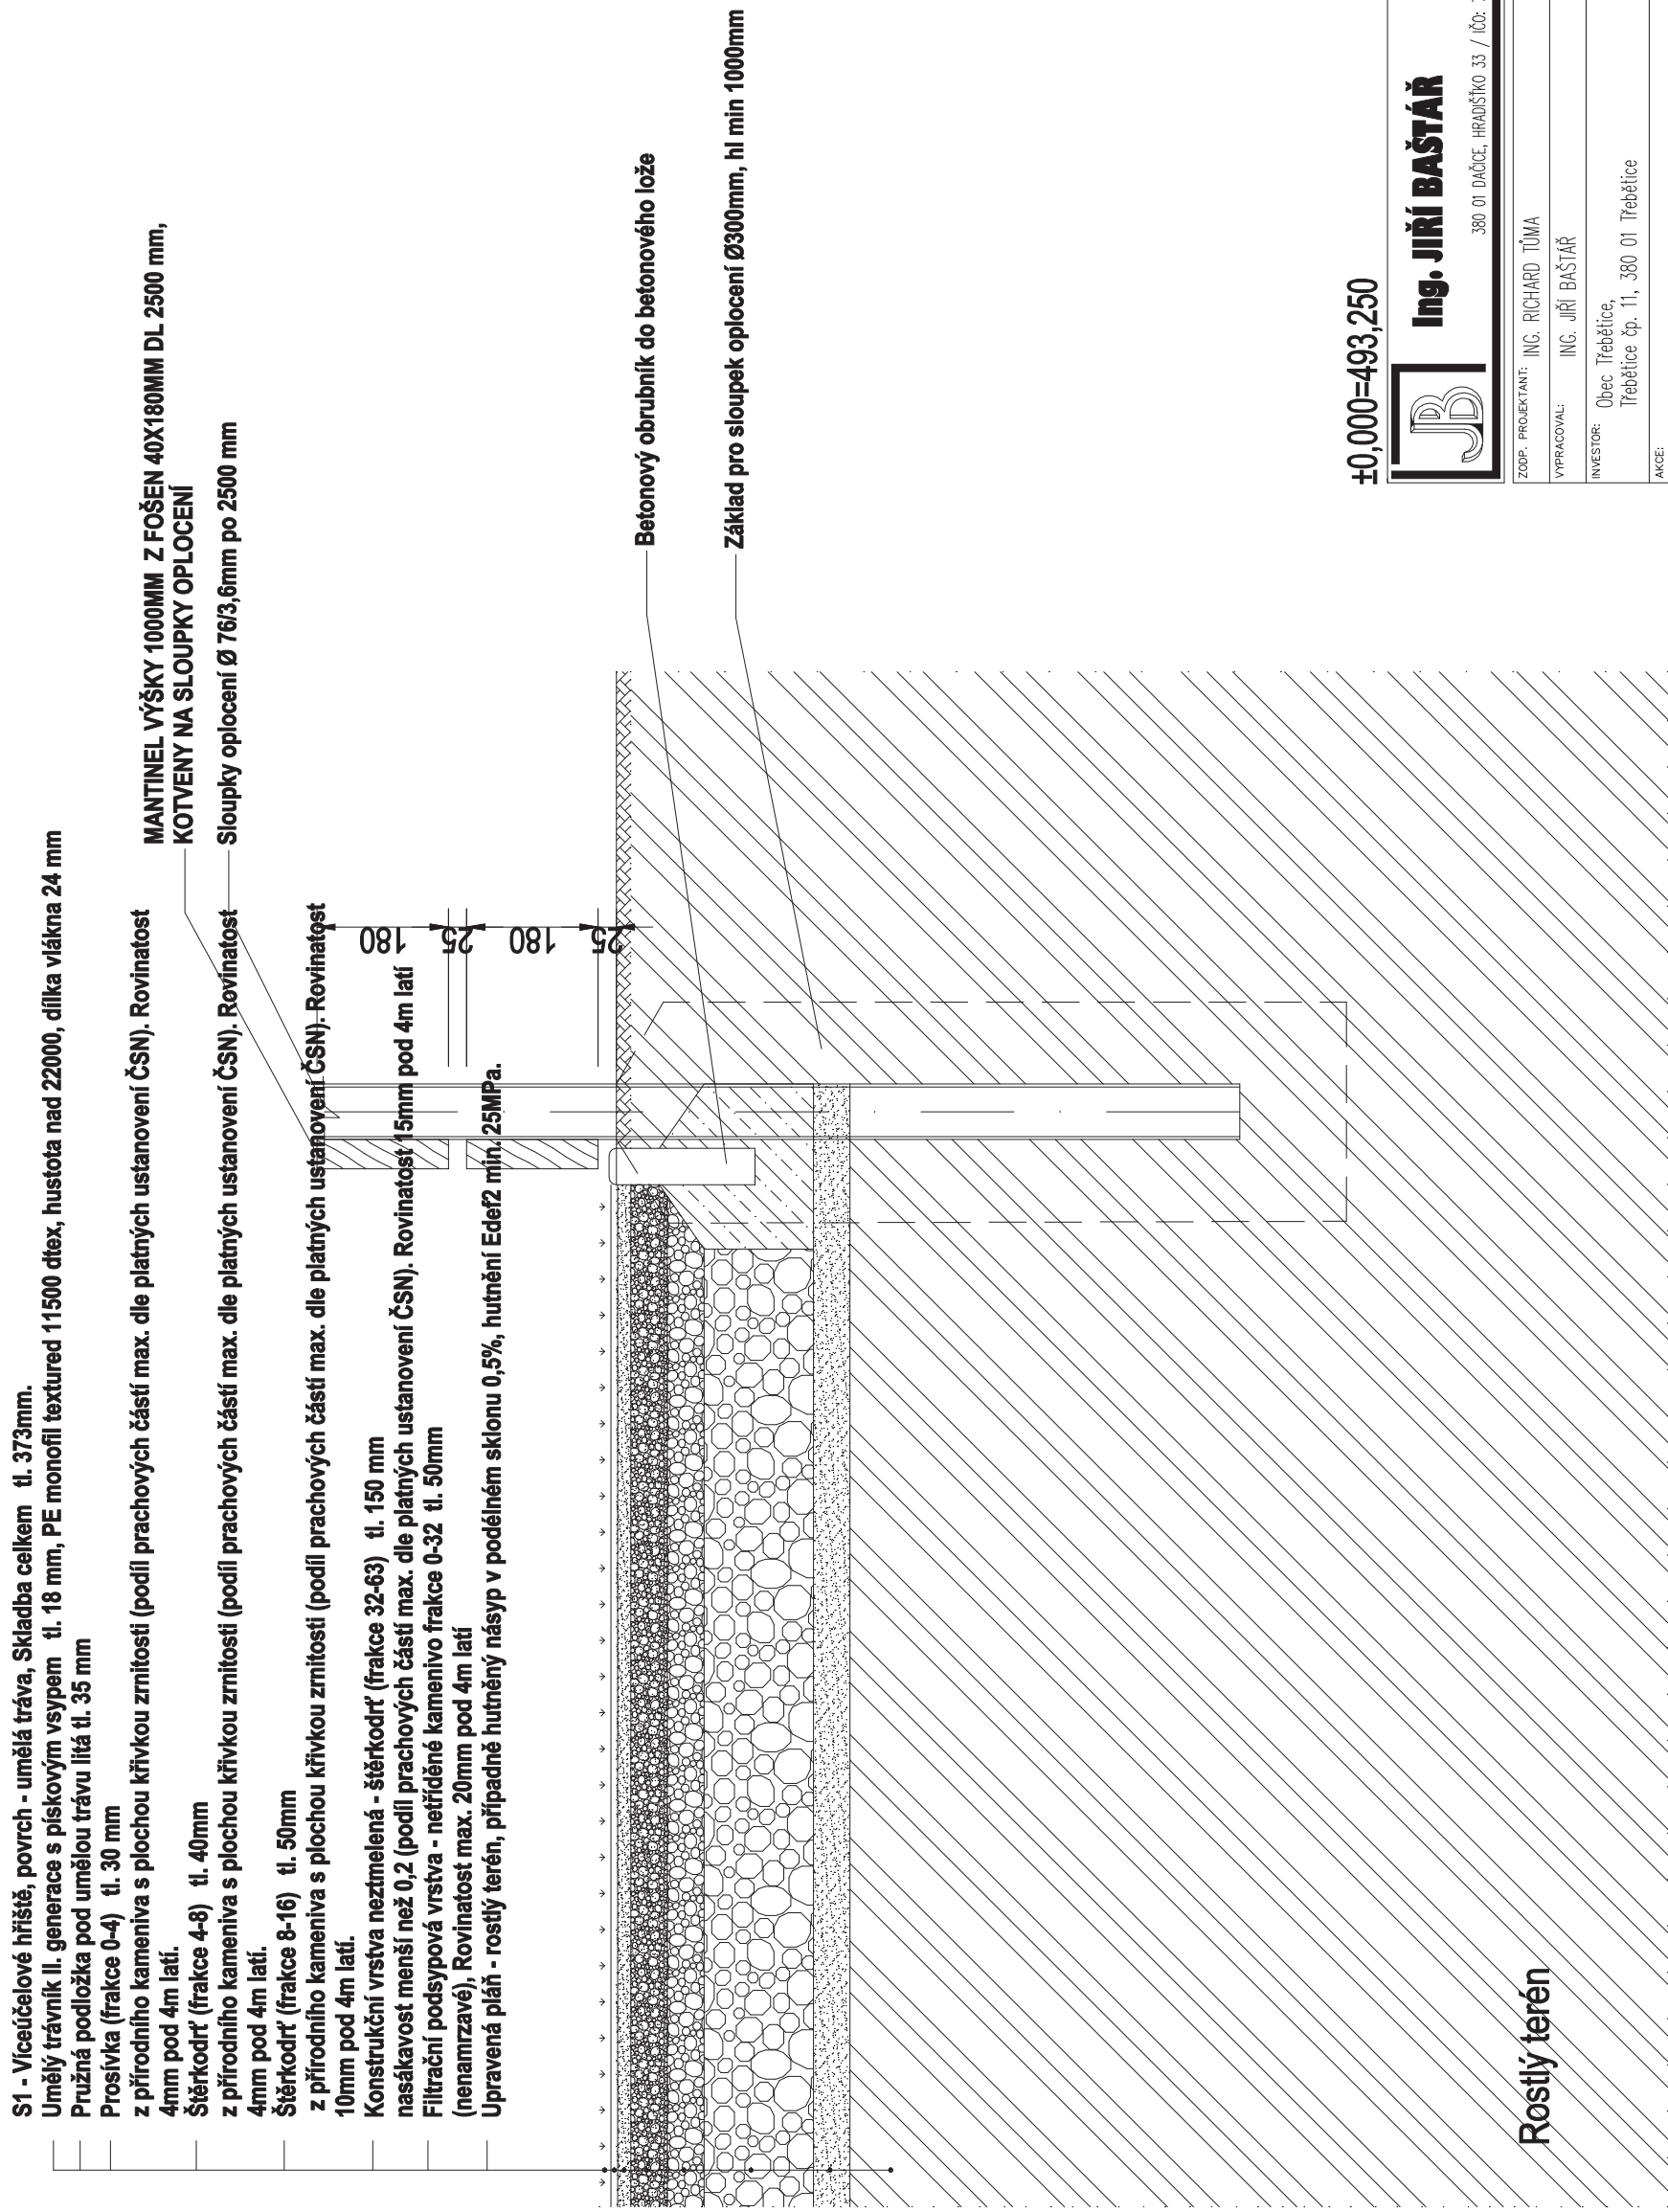 S1 - Víceúčelové hřiště, povrch - umělá tráva, Skladba celkem tl. 373mm.
Umělý trávník II. generace s pískovým vsypem tl. 18 mm, PE monofil textured 11500 dtex, hustota nad 22000, dílka vlákna 24 mm
Pružná podložka pod umělou trávu litá tl. 35 mm
Prosívka (frakce 0-4) tl. 30 mm
z přírodního kameniva s plochou křivkou zrnitosti (podíl prachových částí max. dle platných ustanovení ČSN). Rovinatost
4mm pod 4m latí.
Štěrkodrť (frakce 4-8) tl. 40mm
z přírodního kameniva s plochou křivkou zrnitosti (podíl prachových částí max. dle platných ustanovení ČSN). Rovinatost
4mm pod 4m latí.
Štěrkodrť (frakce 8-16) tl. 50mm
z přírodního kameniva s plochou křivkou zrnitosti (podíl prachových částí max. dle platných ustanovení ČSN). Rovinatost
10mm pod 4m latí.
Konstrukční vrstva neztmelená - štěrkodrť (frakce 32-63) tl. 150 mm
nasákavost menší než 0,2 (podíl prachových částí max. dle platných ustanovení ČSN). Rovinatost 15mm pod 4m latí
Filtrační podsypová vrstva - netříděné kamenivo frakce 0-32 tl. 50mm
(nenamrzavé), Rovinatost max. 20mm pod 4m latí
Upravená pláň - rostlý terén, případně hutněný násyp v podélném sklonu 0,5%, hutnění Edef2 min. 25MPa.
MANTINEL VÝŠKY 1000MM Z FOŠEN 40X180MM DL 2500 mm,
KOTVENY NA SLOUPKY OPLOCENÍ
Sloupky oplocení Ø 76/3,6mm po 2500 mm
180
25
180
25
Betonový obrubník do betonového lože
Základ pro sloupek oplocení Ø300mm, hl min 1000mm
Rostlý terén
±0,000=493,250
JB
Ing. JIŘÍ BAŠTÁŘ
380 01 DAČICE, HRADIŠŤKO 33 / IČO:
ZODP. PROJEKTANT: ING. RICHARD TŮMA
VYPRACOVAL: ING. JIŘÍ BAŠTÁŘ
INVESTOR: Obec Třebětice,
Třebětice čp. 11, 380 01 Třebětice
AKCE: